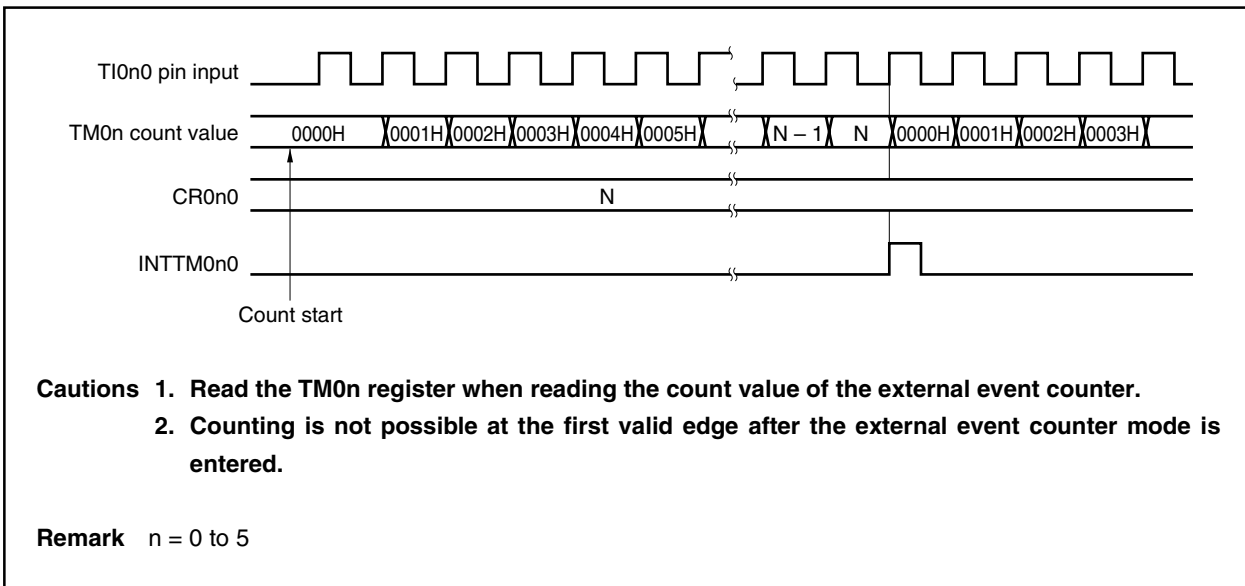 TI0n0 pin input
TM0n count value 0000H 0001H 0002H 0003H 0004H 0005H N – 1 N 0000H 0001H 0002H 0003H
CR0n0 N
INTTM0n0
Count start
Cautions 1. Read the TM0n register when reading the count value of the external event counter.
2. Counting is not possible at the first valid edge after the external event counter mode is
entered.
Remark n = 0 to 5